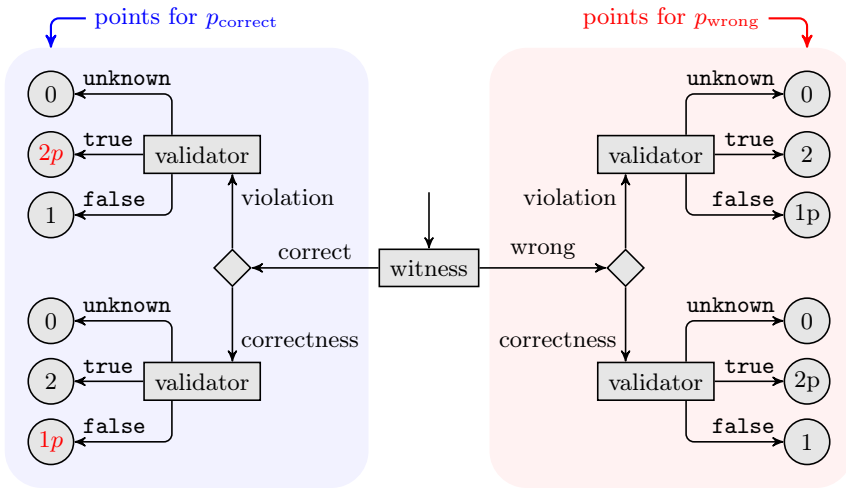 points for p_correct
points for p_wrong
unknown
0
true
2p
validator
false
1
violation
unknown
0
true
validator
2
false
1p
violation
correct
witness
wrong
unknown
0
correctness
true
2
validator
false
1p
unknown
0
correctness
true
validator
2p
false
1